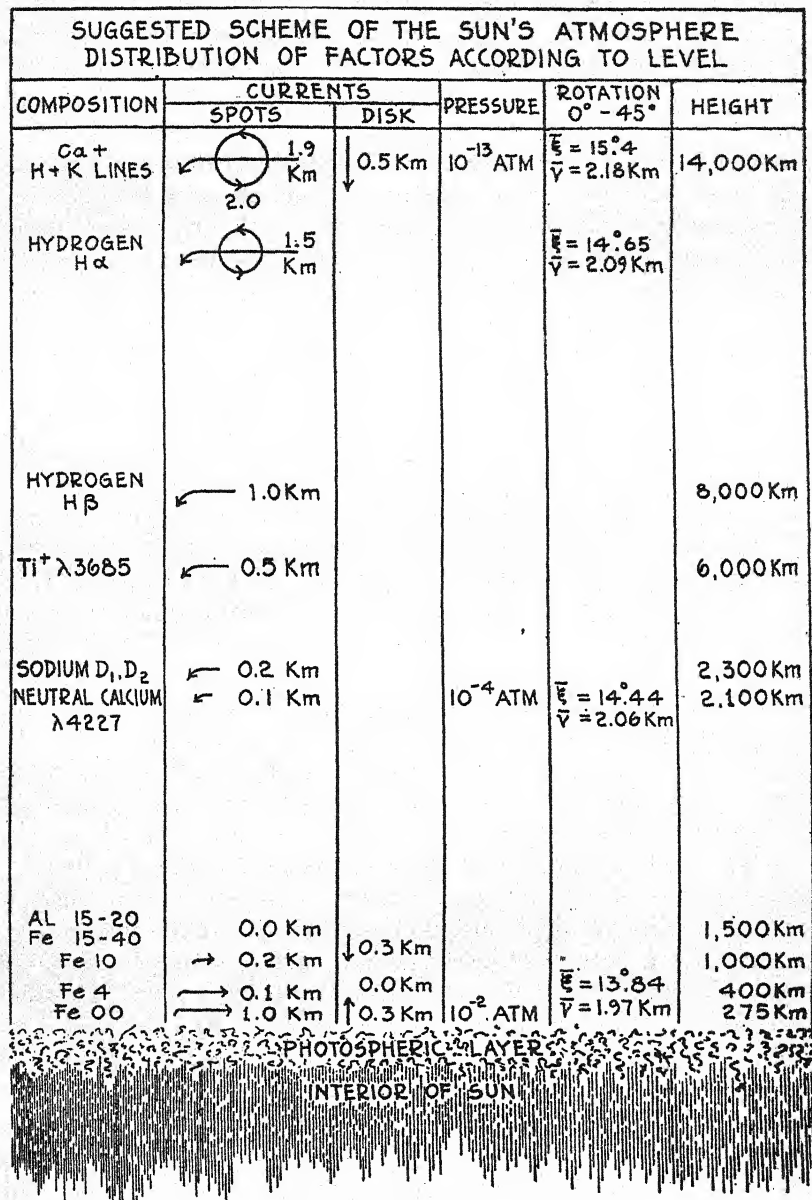 SUGGESTED SCHEME OF THE SUN'S ATMOSPHERE
DISTRIBUTION OF FACTORS ACCORDING TO LEVEL
COMPOSITION CURRENTS PRESSURE ROTATION HEIGHT
SPOTS DISK 0° - 45°
Ca+ 1.9 0.5 Km 10⁻¹³ ATM ξ̄ = 15°.4 14,000 Km
H + K LINES Km v̄ = 2.18 Km
2.0
HYDROGEN 1.5 ξ̄ = 14°.65
Hα Km v̄ = 2.09 Km
HYDROGEN 1.0 Km 8,000 Km
Hβ
Ti⁺ λ3685 0.5 Km 6,000 Km
SODIUM D₁,D₂ 0.2 Km 2,300 Km
NEUTRAL CALCIUM 0.1 Km 10⁻⁴ ATM ξ̄ = 14°.44 2,100 Km
λ4227 v̄ = 2.06 Km
AL 15-20 0.0 Km 1,500 Km
Fe 15-40 0.3 Km
Fe 10 0.2 Km 1,000 Km
Fe 4 0.1 Km 0.0 Km ξ̄ = 13°.84 400 Km
Fe 00 1.0 Km 0.3 Km 10⁻². ATM v̄ = 1.97 Km 275 Km
PHOTOSPHERIC LAYER
INTERIOR OF SUN